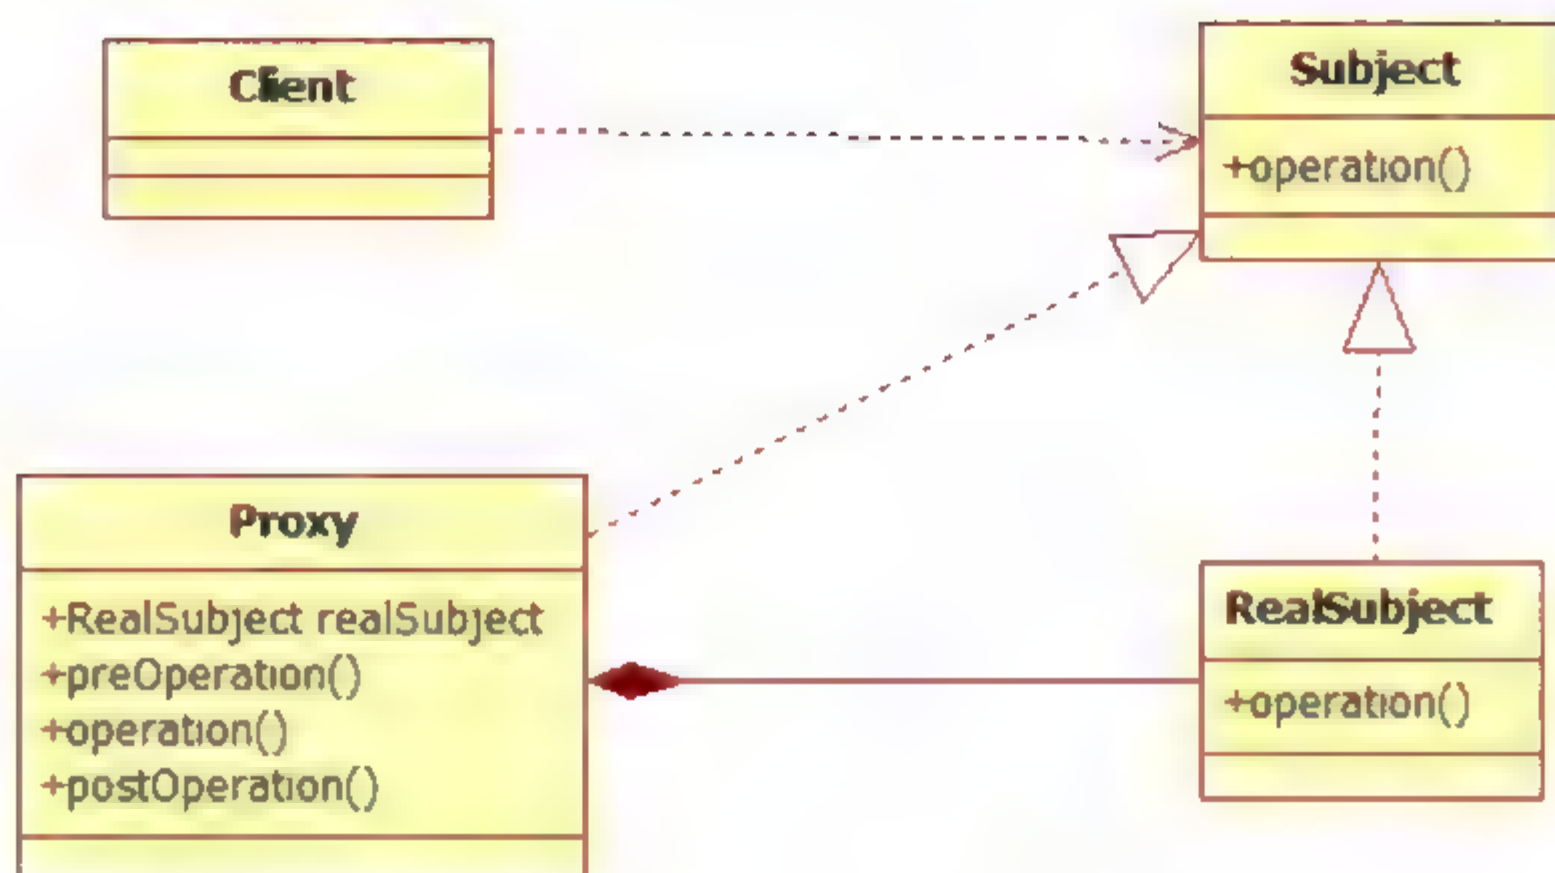 Client
Subject
+operation()
Proxy
+RealSubject realSubject
+preOperation()
+operation()
+postOperation()
RealSubject
+operation()